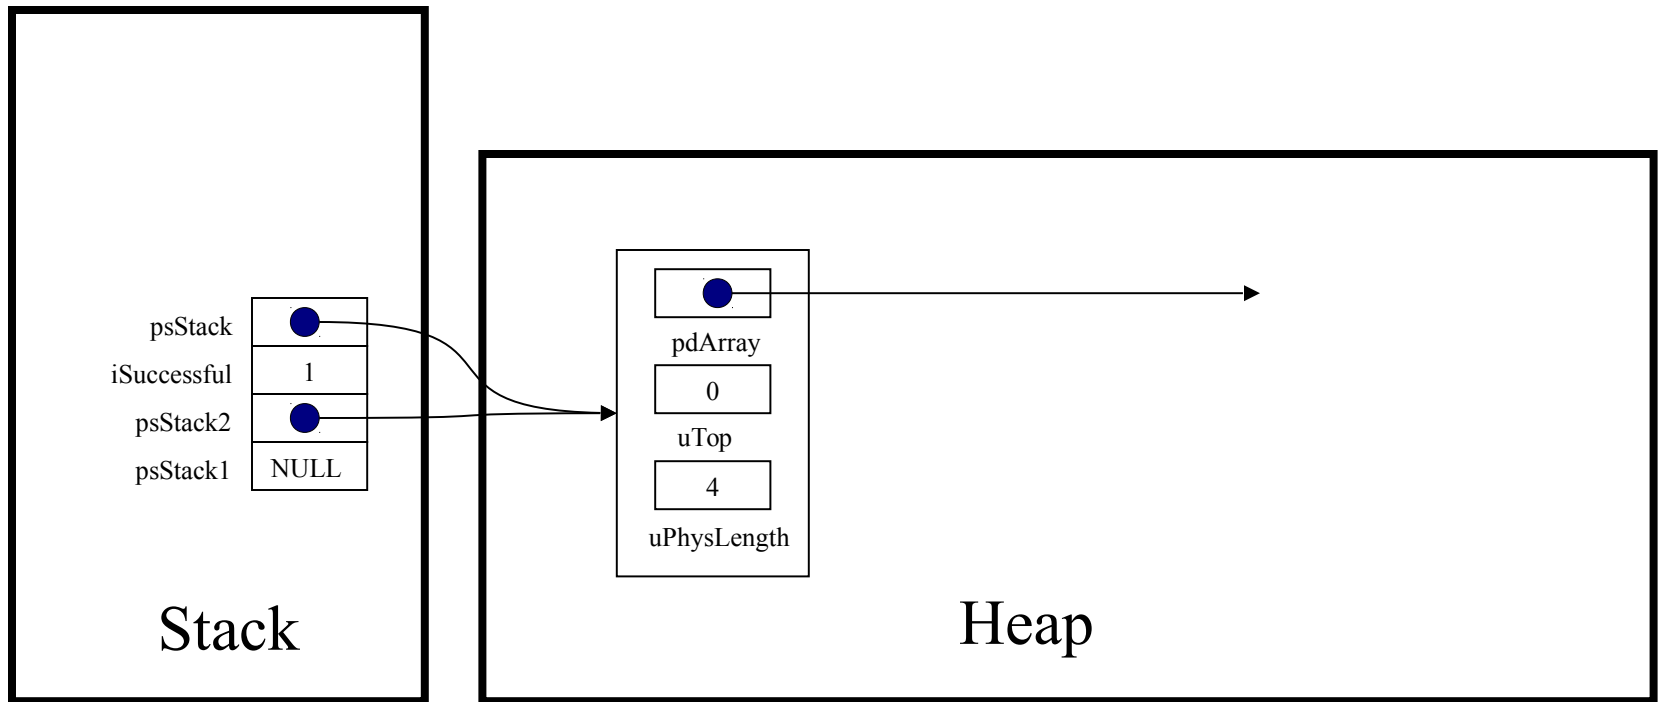 psStack
iSuccessful 1
psStack2
psStack1 NULL
Stack
pdArray
0
uTop
4
uPhysLength
Heap